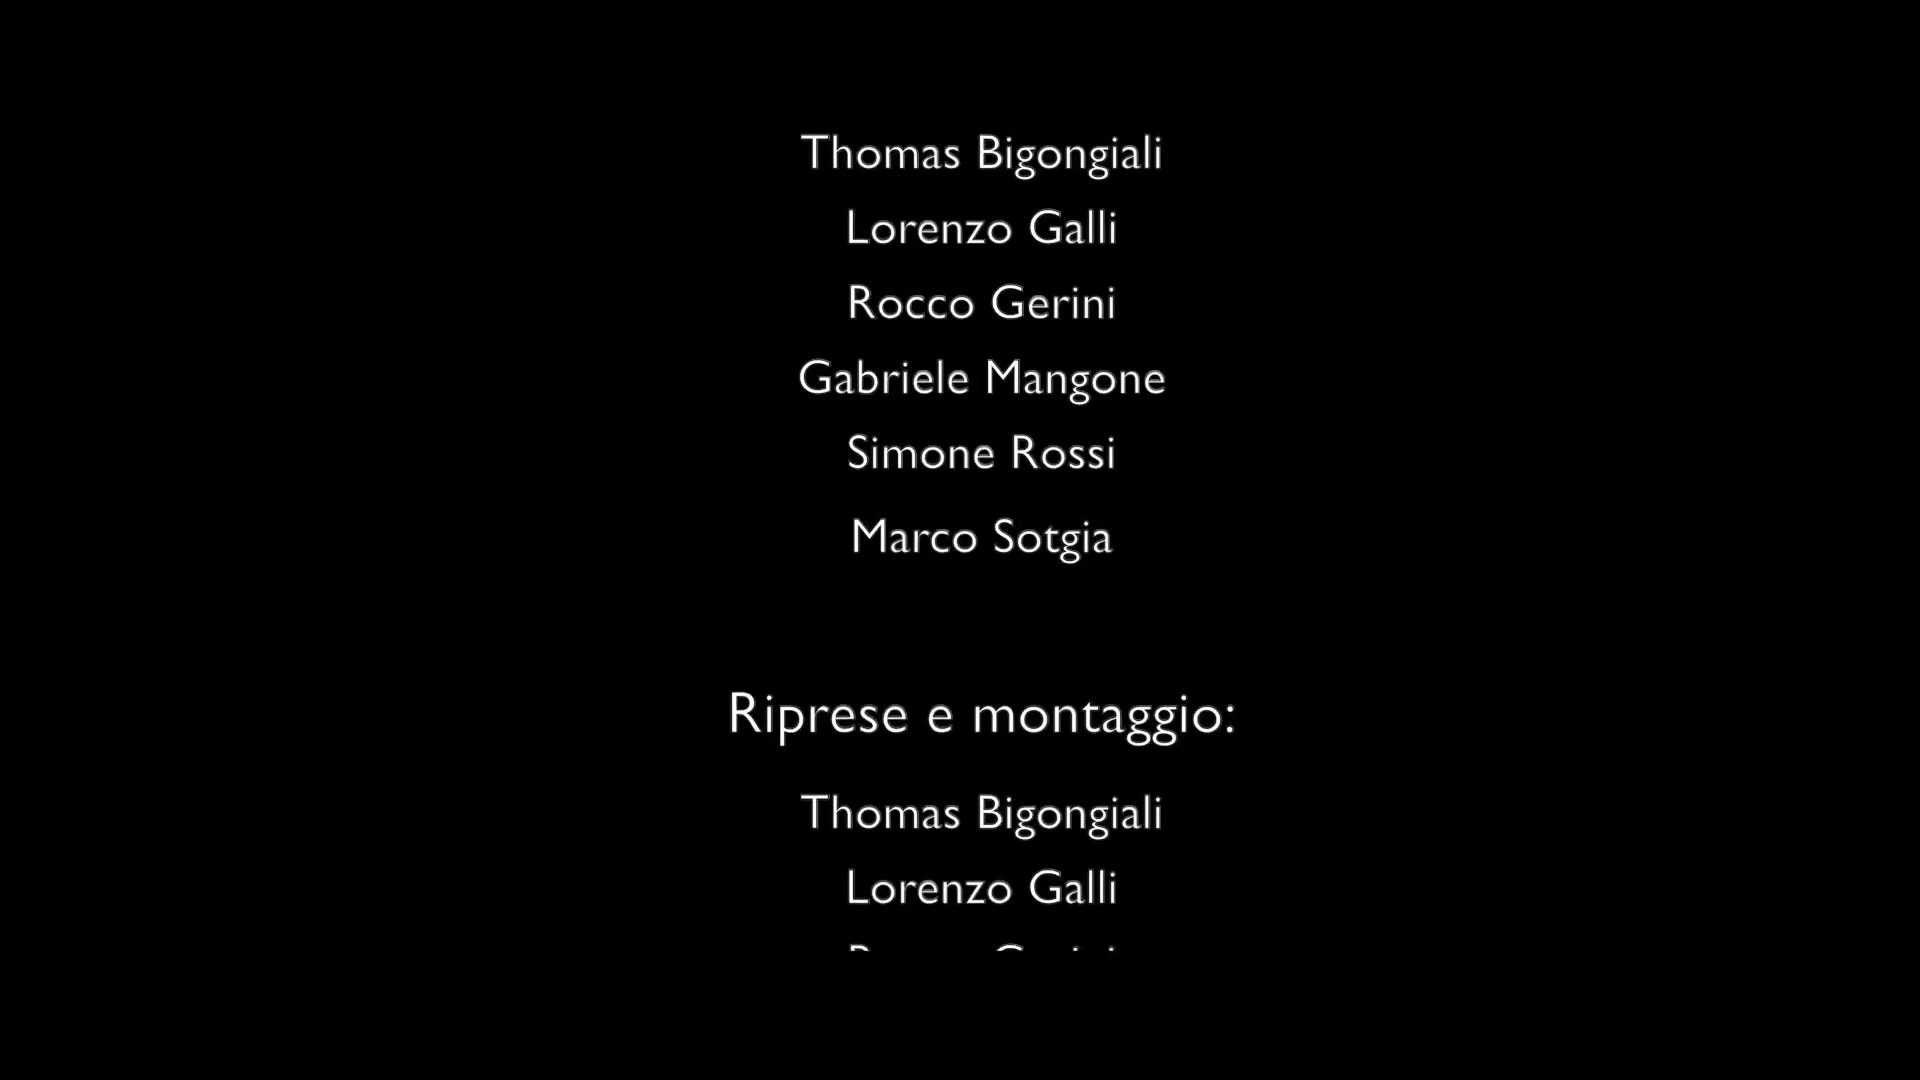 Thomas Bigongiali
Lorenzo Galli
Rocco Gerini
Gabriele Mangone
Simone Rossi
Marco Sotgia
Riprese e montaggio:
Thomas Bigongiali
Lorenzo Galli